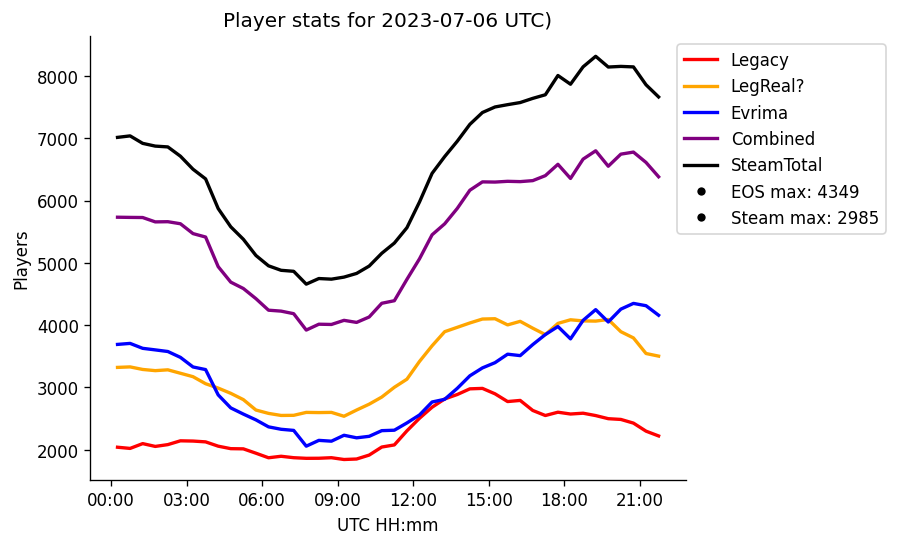 Player stats for 2023-07-06 UTC)
Players
8000
7000
6000
5000
4000
3000
2000
00:00 03:00 06:00 09:00 12:00 15:00 18:00 21:00
UTC HH:mm
Legacy
LegReal?
Evrima
Combined
SteamTotal
EOS max: 4349
Steam max: 2985